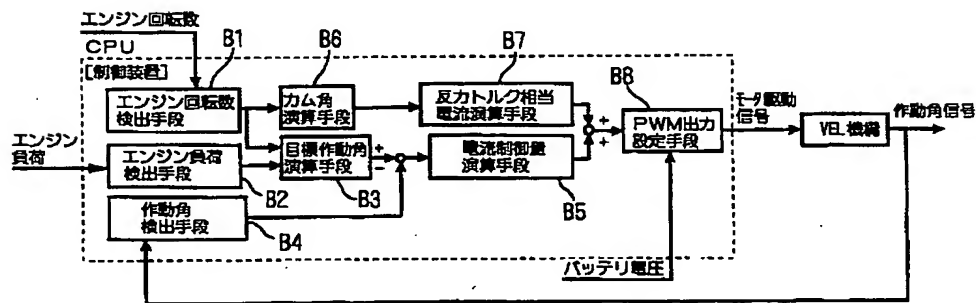 エンジン回転数
CPU
[制御装置]
B1
エンジン回転数
検出手段
B6
カム角
演算手段
B7
反力トルク相当
電流演算手段
+
+
B8
PWM出力
設定手段
モータ駆動
信号
VEL機構
作動角信号
エンジン
負荷
エンジン負荷
検出手段
B2
目標作動角
演算手段
B3
+
-
電流制御量
演算手段
B5
作動角
検出手段
B4
バッテリ電圧